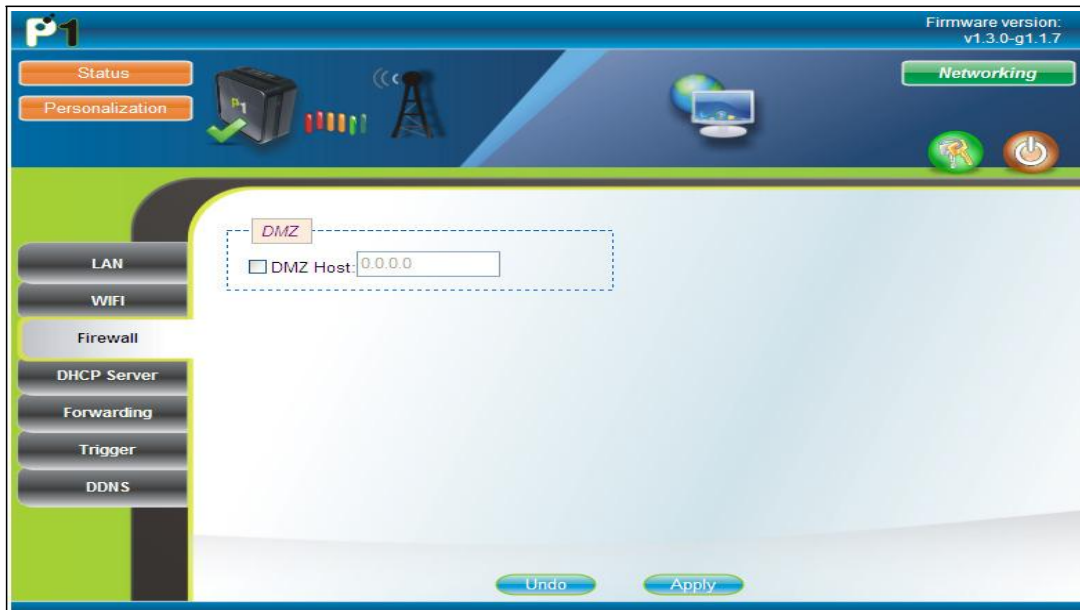 P1
Firmware version:
v1.3.0-g1.1.7
Status
Personalization
Networking
P1
DMZ
DMZ Host: 0.0.0.0
LAN
WIFI
Firewall
DHCP Server
Forwarding
Trigger
DDNS
Undo
Apply